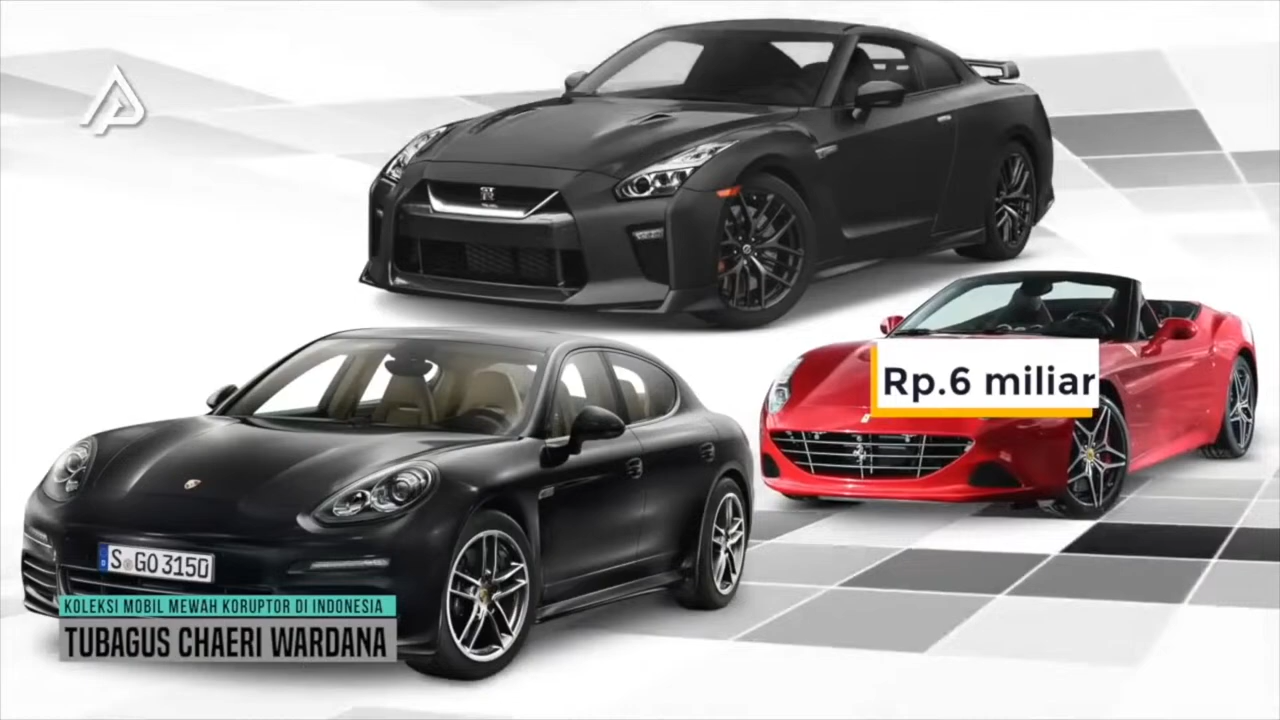 Rp.6 miliar
S GO 3150
KOLEKSI MOBIL MEWAH KORUPTOR DI INDONESIA
TUBAGUS CHAERI WARDANA